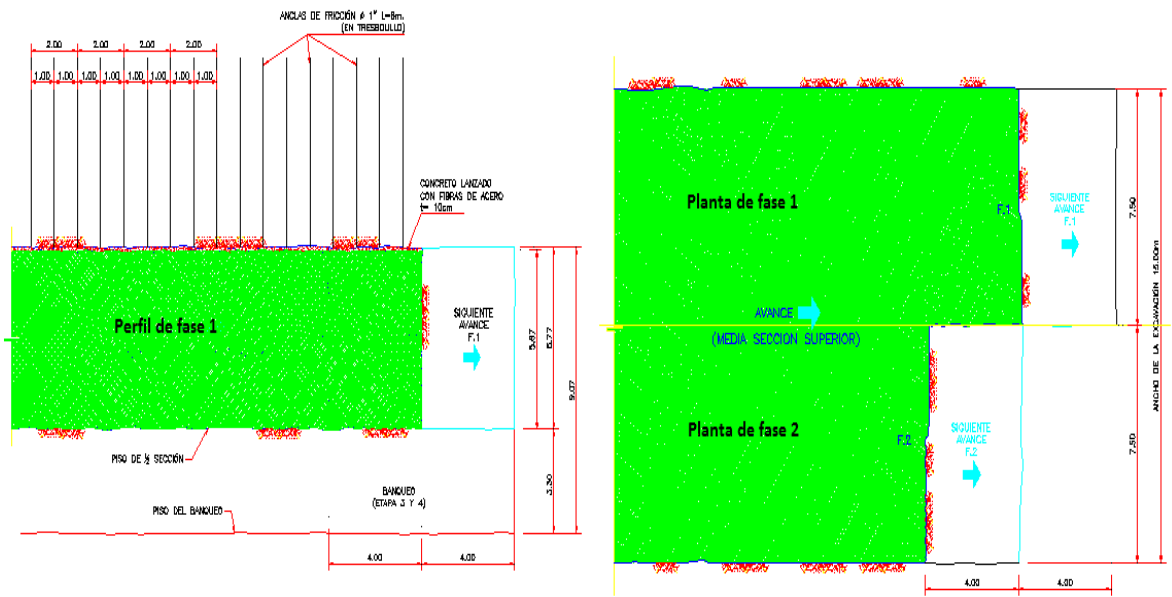 ANCLAS DE FRICCIÓN ø 1" L=6m.
(EN TRESBOLILLO)
2.00 2.00 2.00 2.00
1.00 1.00 1.00 1.00 1.00 1.00 1.00 1.00
CONCRETO LANZADO
CON FIBRAS DE ACERO
t= 10cm
Perfil de fase 1
SIGUIENTE
AVANCE
F.1
5.67
5.77
9.07
3.30
PISO DE ½ SECCIÓN
BANQUEO
(ETAPA 3 Y 4)
PISO DEL BANQUEO
4.00 4.00
Planta de fase 1
F.1
SIGUIENTE
AVANCE
F.1
7.50
AVANCE
(MEDIA SECCION SUPERIOR)
ANCHO DE LA EXCAVACIÓN 15.00m
Planta de fase 2
F.2
SIGUIENTE
AVANCE
F.2
7.50
4.00 4.00